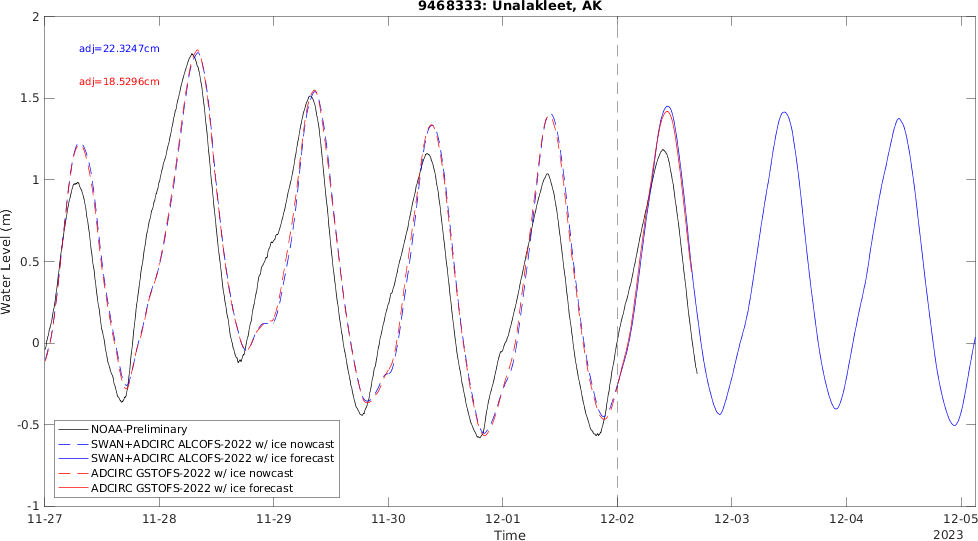 9468333: Unalakleet, AK
2
1.5
1
0.5
0
-0.5
-1
Water Level (m)
adj=22.3247cm
adj=18.5296cm
NOAA-Preliminary
SWAN+ADCIRC ALCOFS-2022 w/ ice nowcast
SWAN+ADCIRC ALCOFS-2022 w/ ice forecast
ADCIRC GSTOFS-2022 w/ ice nowcast
ADCIRC GSTOFS-2022 w/ ice forecast
11-27 11-28 11-29 11-30 12-01 12-02 12-03 12-04 12-05
Time
2023